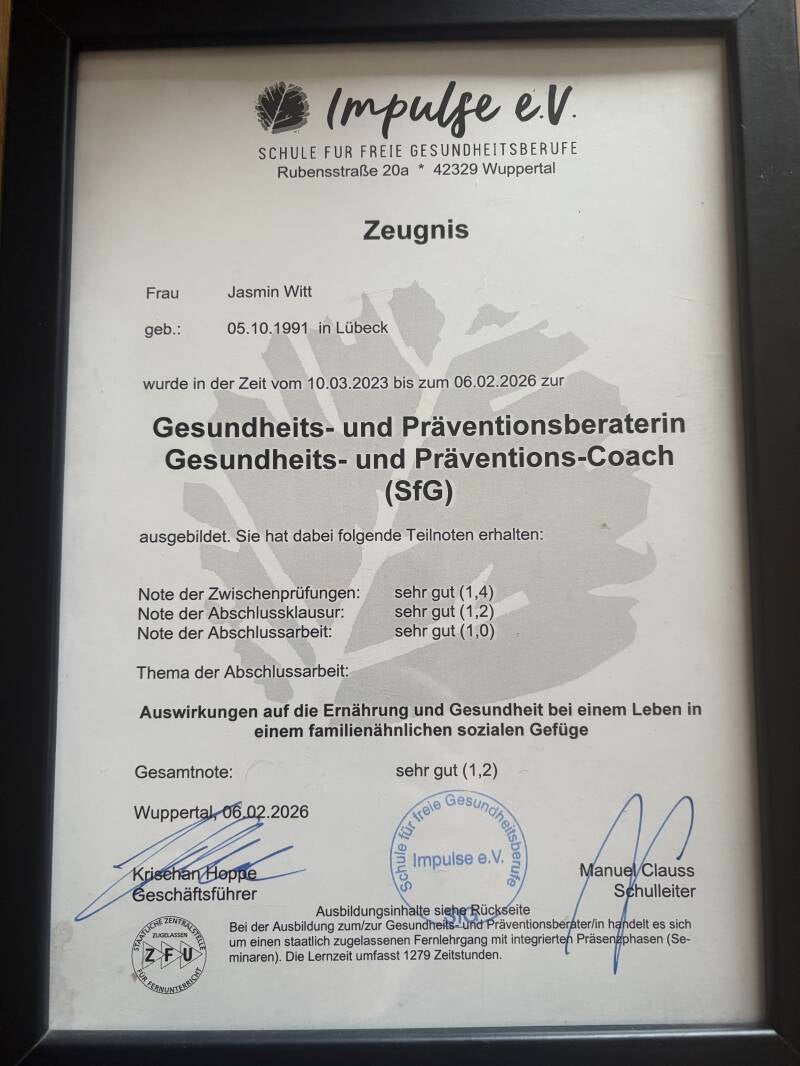 Impulse e.V.
SCHULE FÜR FREIE GESUNDHEITSBERUFE
Rubensstraße 20a * 42329 Wuppertal
Zeugnis
Frau Jasmin Witt
geb.: 05.10.1991 in Lübeck
wurde in der Zeit vom 10.03.2023 bis zum 06.02.2026 zur
Gesundheits- und Präventionsberaterin
Gesundheits- und Präventions-Coach
(SfG)
ausgebildet. Sie hat dabei folgende Teilnoten erhalten:
Note der Zwischenprüfungen: sehr gut (1,4)
Note der Abschlussklausur: sehr gut (1,2)
Note der Abschlussarbeit: sehr gut (1,0)
Thema der Abschlussarbeit:
Auswirkungen auf die Ernährung und Gesundheit bei einem Leben in
einem familienähnlichen sozialen Gefüge
Gesamtnote: sehr gut (1,2)
Wuppertal, 06.02.2026
Schule für freie Gesundheitsberufe
Impulse e.V.
SfG
Krischan Hoppe
Geschäftsführer
Manuel Clauss
Schulleiter
Ausbildungsinhalte siehe Rückseite
STAATLICHE ZENTRALSTELLE
ZUGELASSEN
ZFU
FÜR FERNUNTERRICHT
Bei der Ausbildung zum/zur Gesundheits- und Präventionsberater/in handelt es sich
um einen staatlich zugelassenen Fernlehrgang mit integrierten Präsenzphasen (Se-
minaren). Die Lernzeit umfasst 1279 Zeitstunden.